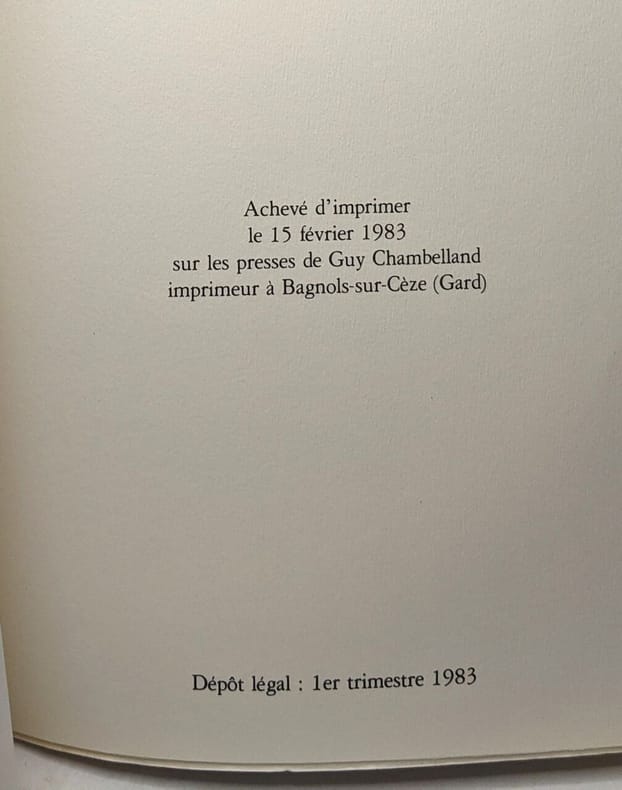 Achevé d'imprimer
le 15 février 1983
sur les presses de Guy Chambelland
imprimeur à Bagnols-sur-Cèze (Gard)
Dépôt légal : 1er trimestre 1983